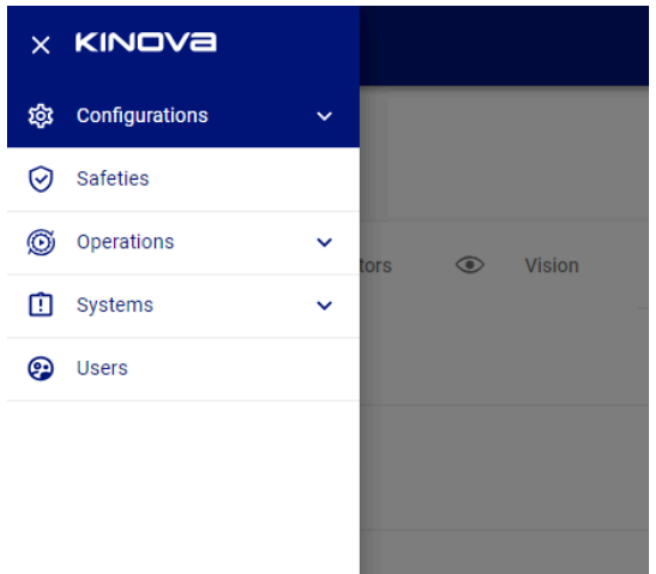 KINOVA
Configurations
Safeties
Operations
tors
Vision
Systems
Users